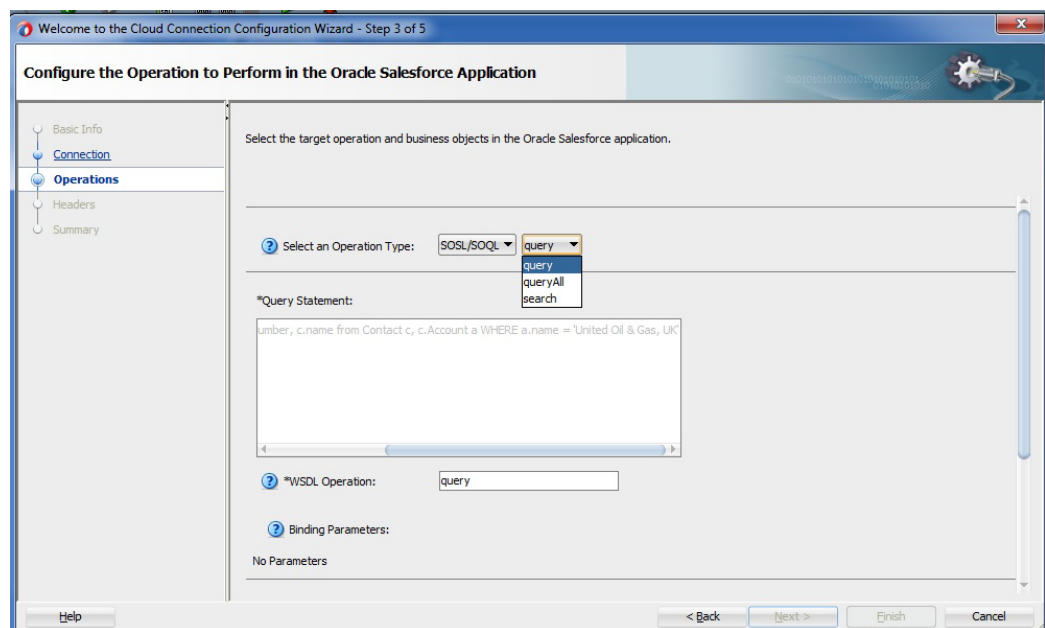 Welcome to the Cloud Connection Configuration Wizard - Step 3 of 5
Configure the Operation to Perform in the Oracle Salesforce Application
Basic Info
Connection
Operations
Headers
Summary
Select the target operation and business objects in the Oracle Salesforce application.
Select an Operation Type: SOSL/SOQL query
query
queryAll
search
*Query Statement:
umber, c.name from Contact c, c.Account a WHERE a.name = 'United Oil & Gas, UK'
*WSDL Operation: query
Binding Parameters:
No Parameters
Help < Back Next > Finish Cancel